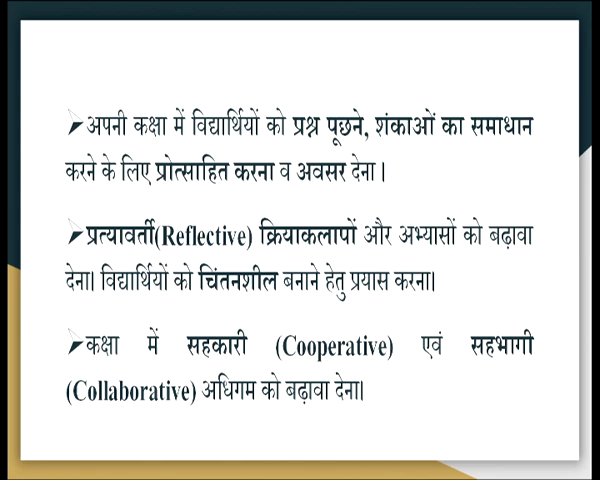 ➤अपनी कक्षा में विद्यार्थियों को प्रश्न पूछने, शंकाओं का समाधान
करने के लिए प्रोत्साहित करना व अवसर देना ।
➤प्रत्यावर्ती(Reflective) क्रियाकलापों और अभ्यासों को बढ़ावा
देना। विद्यार्थियों को चिंतनशील बनाने हेतु प्रयास करना।
➤कक्षा में सहकारी (Cooperative) एवं सहभागी
(Collaborative) अधिगम को बढ़ावा देना।